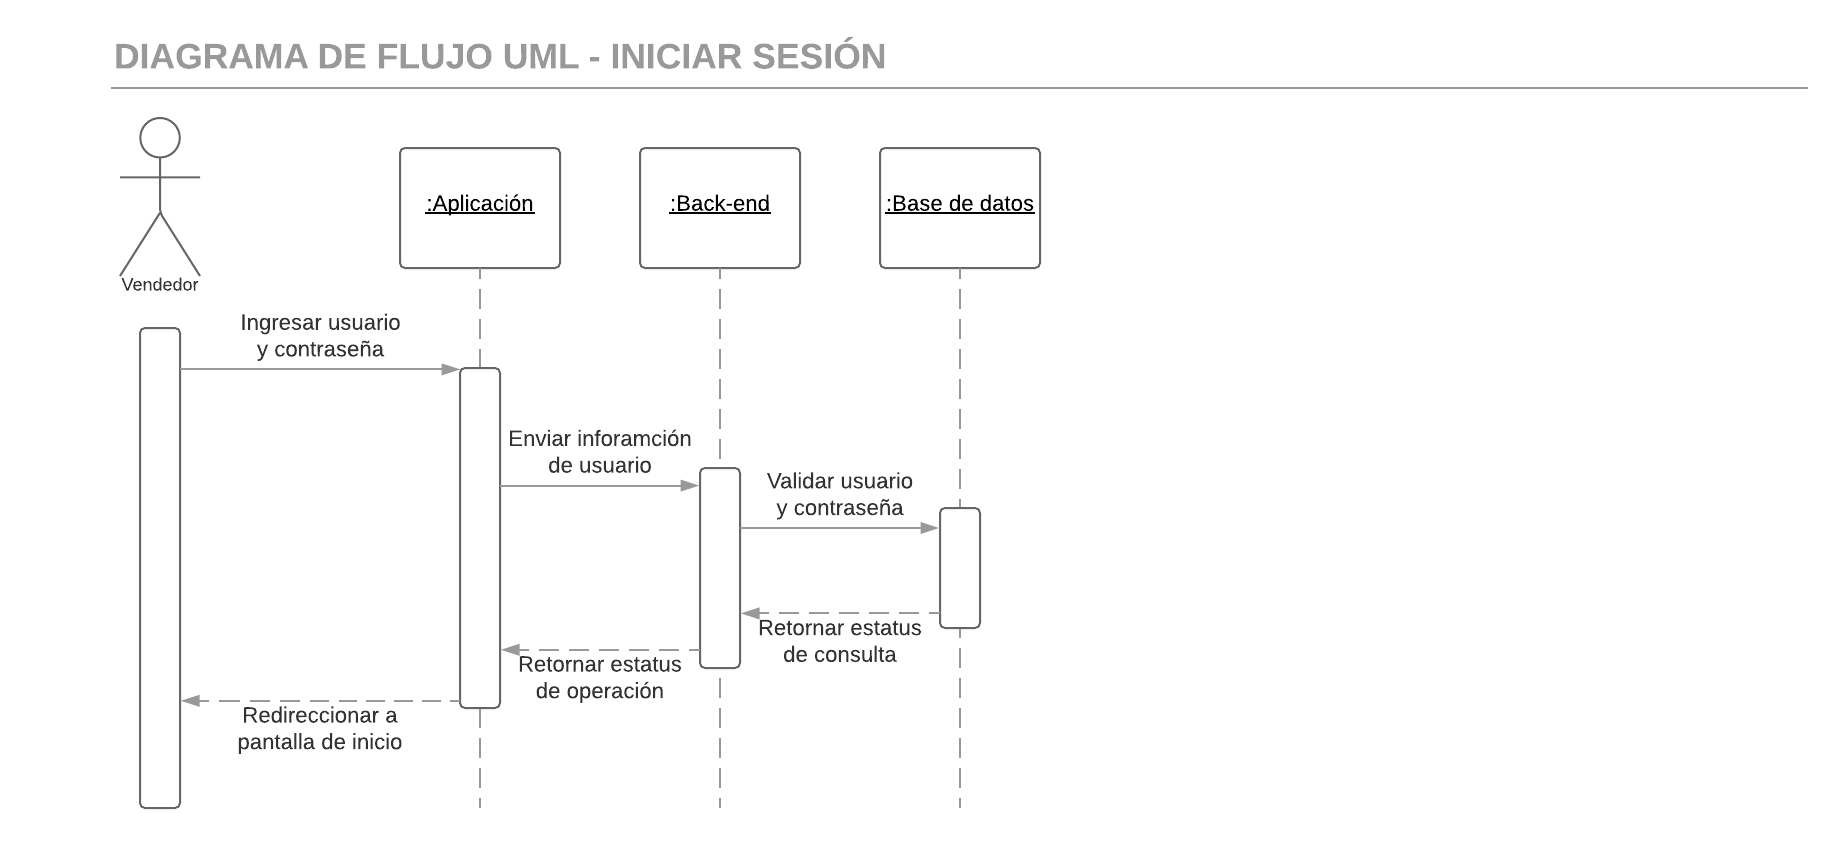 DIAGRAMA DE FLUJO UML - INICIAR SESIÓN
:Aplicación
:Back-end
:Base de datos
Vendedor
Ingresar usuario
y contraseña
Enviar inforamción
de usuario
Validar usuario
y contraseña
Retornar estatus
de consulta
Retornar estatus
de operación
Redireccionar a
pantalla de inicio